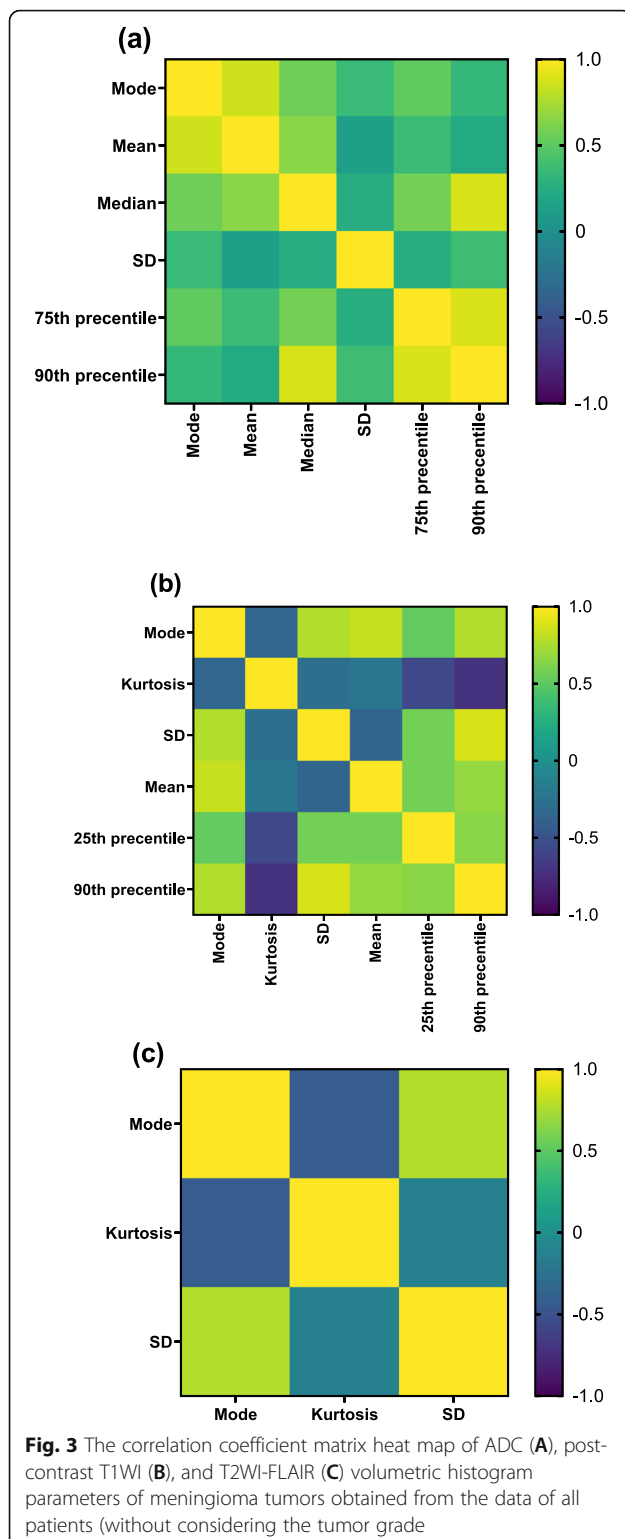 (a)
Mode
Mean
Median
SD
75th precentile
90th precentile
Mode
Mean
Median
SD
75th precentile
90th precentile
1.0
0.5
0
-0.5
-1.0
(b)
Mode
Kurtosis
SD
Mean
25th precentile
90th precentile
Mode
Kurtosis
SD
Mean
25th precentile
90th precentile
1.0
0.5
0
-0.5
-1.0
(c)
Mode
Kurtosis
SD
Mode
Kurtosis
SD
1.0
0.5
0
-0.5
-1.0
Fig. 3 The correlation coefficient matrix heat map of ADC (A), post-
contrast T1WI (B), and T2WI-FLAIR (C) volumetric histogram
parameters of meningioma tumors obtained from the data of all
patients (without considering the tumor grade